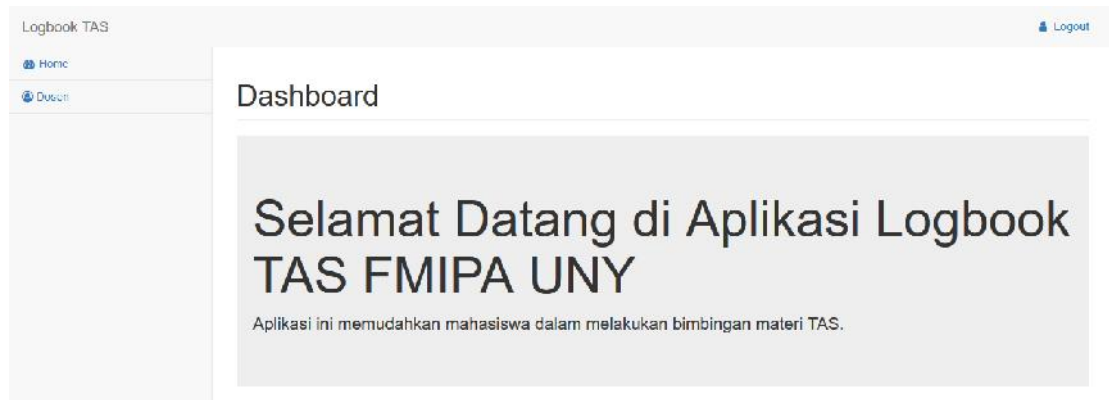 Logbook TAS
Logout
Home
Dosen
Dashboard
Selamat Datang di Aplikasi Logbook
TAS FMIPA UNY
Aplikasi ini memudahkan mahasiswa dalam melakukan bimbingan materi TAS.